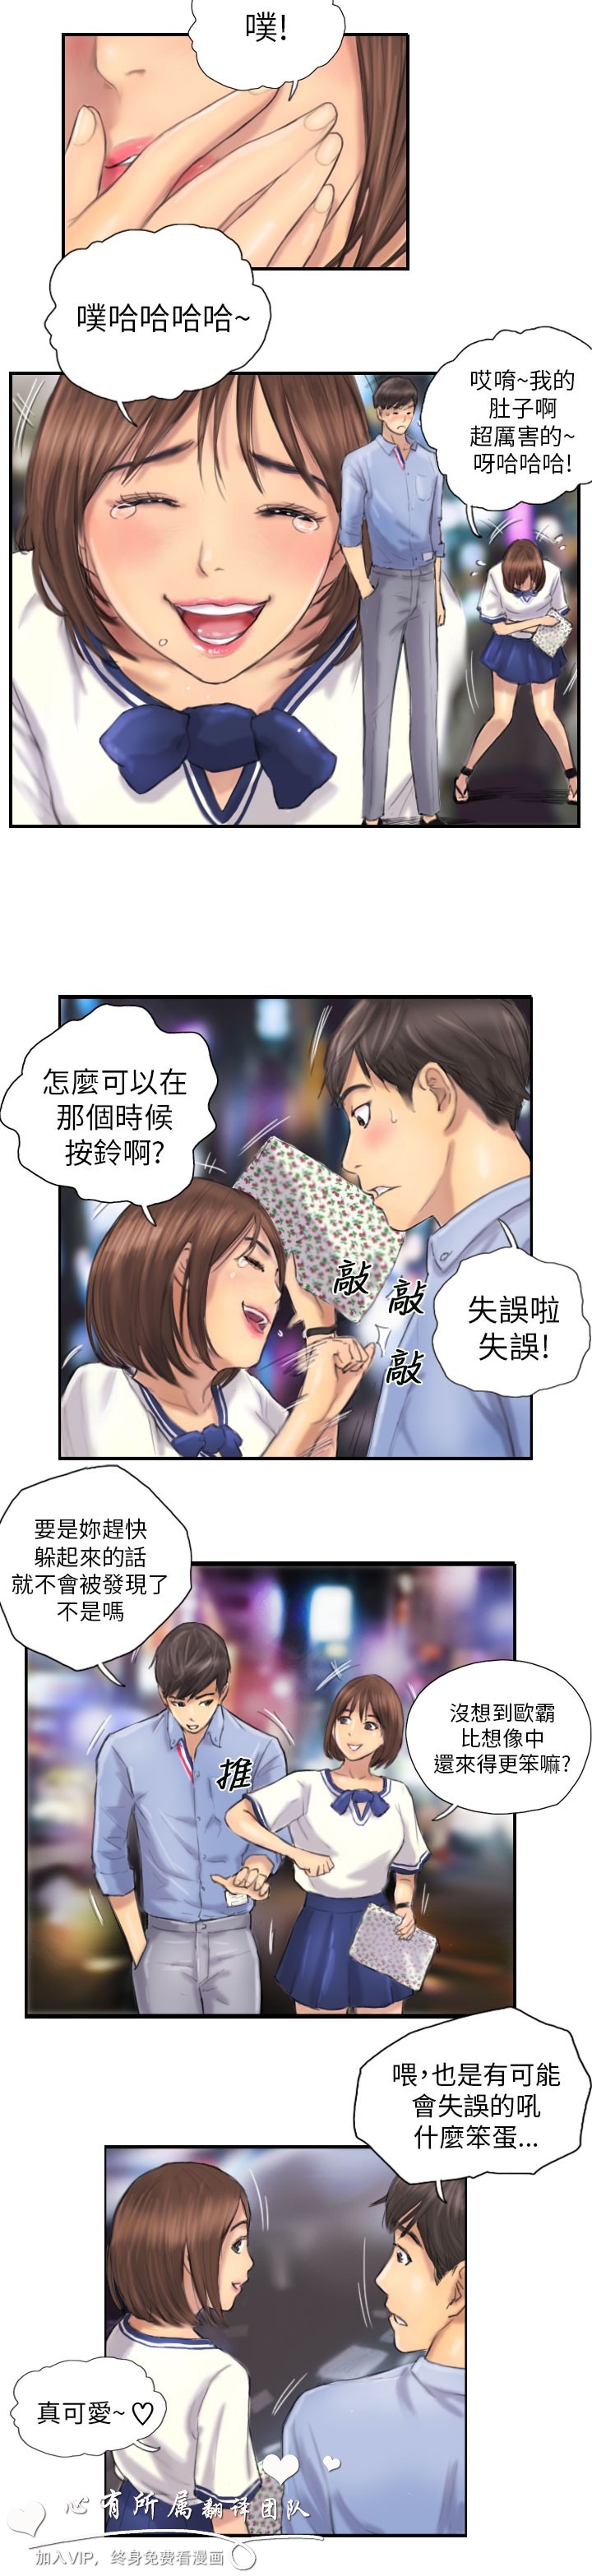 噗!
噗哈哈哈哈~
哎唷~我的
肚子啊
超厲害的~
呀哈哈哈!
怎麼可以在
那個時候
按鈴啊?
敲
敲
敲
失誤啦
失誤!
要是妳趕快
躲起來的話
就不會被發現了
不是嗎
推
沒想到歐霸
比想像中
還來得更笨嘛?
喂,也是有可能
會失誤的吼
什麼笨蛋...
真可愛~♡
心有所属翻译团队
加入VIP，终身免费看漫画